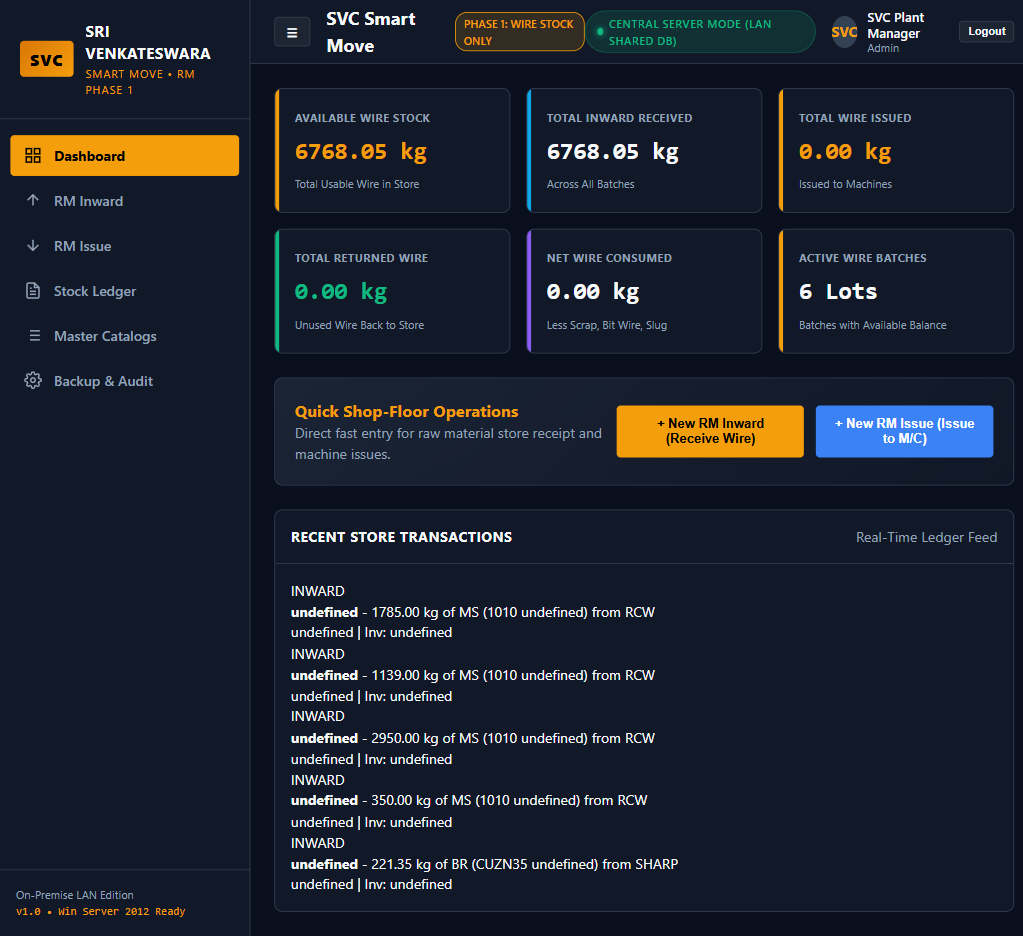 SVC
SRI
VENKATESWARA
SMART MOVE • RM
PHASE 1
Dashboard
RM Inward
RM Issue
Stock Ledger
Master Catalogs
Backup & Audit
On-Premise LAN Edition
v1.0 • Win Server 2012 Ready
☰
SVC Smart
Move
PHASE 1: WIRE STOCK
ONLY
CENTRAL SERVER MODE (LAN
SHARED DB)
SVC
SVC Plant
Manager
Admin
Logout
AVAILABLE WIRE STOCK
6768.05 kg
Total Usable Wire in Store
TOTAL INWARD RECEIVED
6768.05 kg
Across All Batches
TOTAL WIRE ISSUED
0.00 kg
Issued to Machines
TOTAL RETURNED WIRE
0.00 kg
Unused Wire Back to Store
NET WIRE CONSUMED
0.00 kg
Less Scrap, Bit Wire, Slug
ACTIVE WIRE BATCHES
6 Lots
Batches with Available Balance
Quick Shop-Floor Operations
Direct fast entry for raw material store receipt and
machine issues.
+ New RM Inward
(Receive Wire)
+ New RM Issue (Issue
to M/C)
RECENT STORE TRANSACTIONS
Real-Time Ledger Feed
INWARD
undefined - 1785.00 kg of MS (1010 undefined) from RCW
undefined | Inv: undefined
INWARD
undefined - 1139.00 kg of MS (1010 undefined) from RCW
undefined | Inv: undefined
INWARD
undefined - 2950.00 kg of MS (1010 undefined) from RCW
undefined | Inv: undefined
INWARD
undefined - 350.00 kg of MS (1010 undefined) from RCW
undefined | Inv: undefined
INWARD
undefined - 221.35 kg of BR (CUZN35 undefined) from SHARP
undefined | Inv: undefined